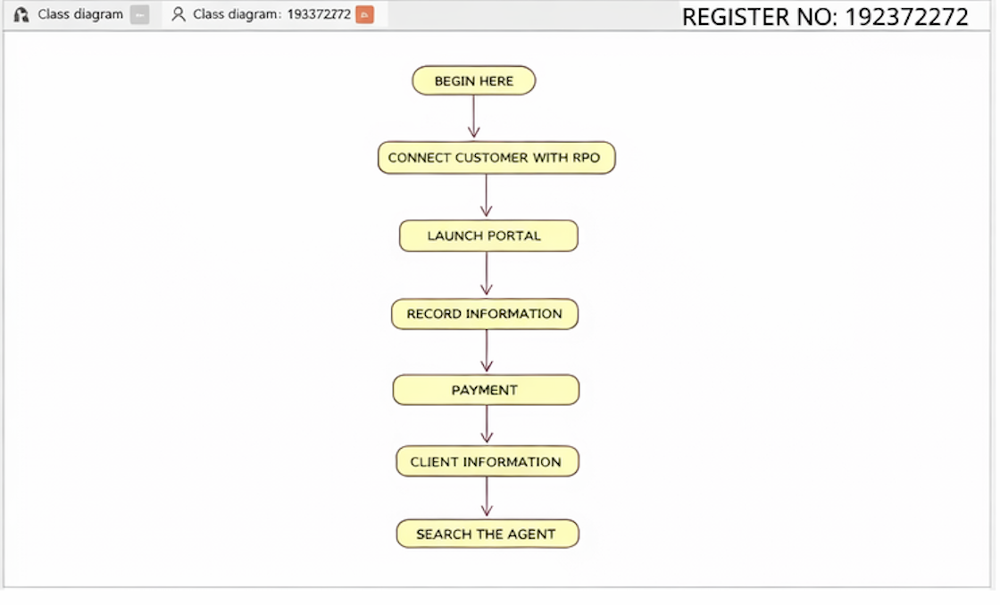 Class diagram
Class diagram: 193372272
REGISTER NO: 192372272
BEGIN HERE
CONNECT CUSTOMER WITH RPO
LAUNCH PORTAL
RECORD INFORMATION
PAYMENT
CLIENT INFORMATION
SEARCH THE AGENT